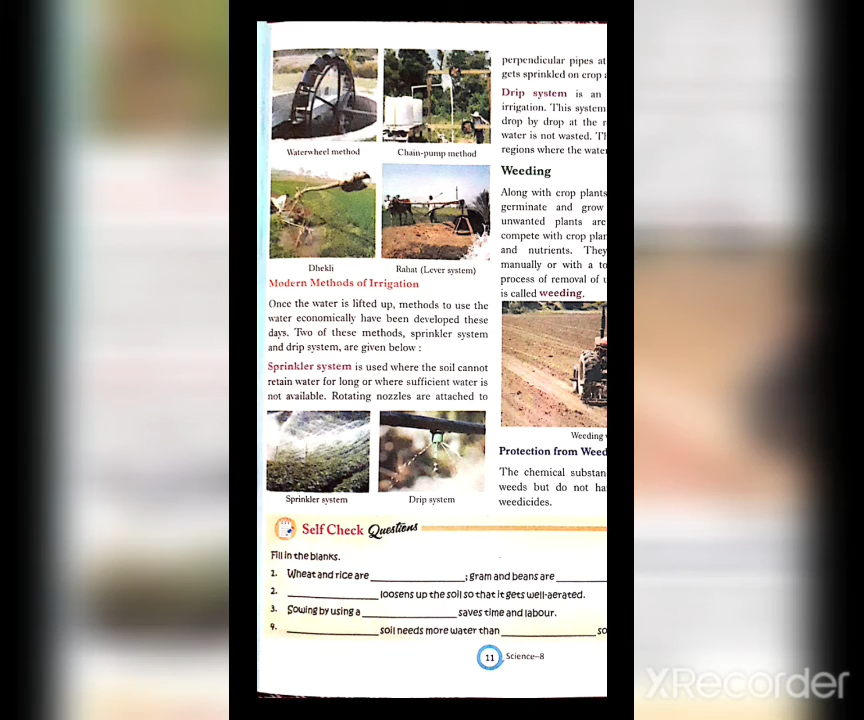 Waterwheel method
Chain-pump method
Dhekli
Rahat (Lever system)
Modern Methods of Irrigation
Once the water is lifted up, methods to use the
water economically have been developed these
days. Two of these methods, sprinkler system
and drip system, are given below :
Sprinkler system is used where the soil cannot
retain water for long or where sufficient water is
not available. Rotating nozzles are attached to
Sprinkler system
Drip system
perpendicular pipes at
gets sprinkled on crop
Drip system is an
irrigation. This system
drop by drop at the
water is not wasted.
regions where the water
Weeding
Along with crop plants
germinate and grow
unwanted plants are
compete with crop
and nutrients. They
manually or with a
process of removal of
is called weeding.
Weeding
Protection from
The chemical
weeds but do not
weedicides.
Self Check Questions
Fill in the blanks.
1. Wheat and rice are ____________ ; gram and beans are ______
2. ____________ loosens up the soil so that it gets well-aerated.
3. Sowing by using a ____________ saves time and labour.
4. ____________ soil needs more water than ____________
11 Science–8
XRecorder